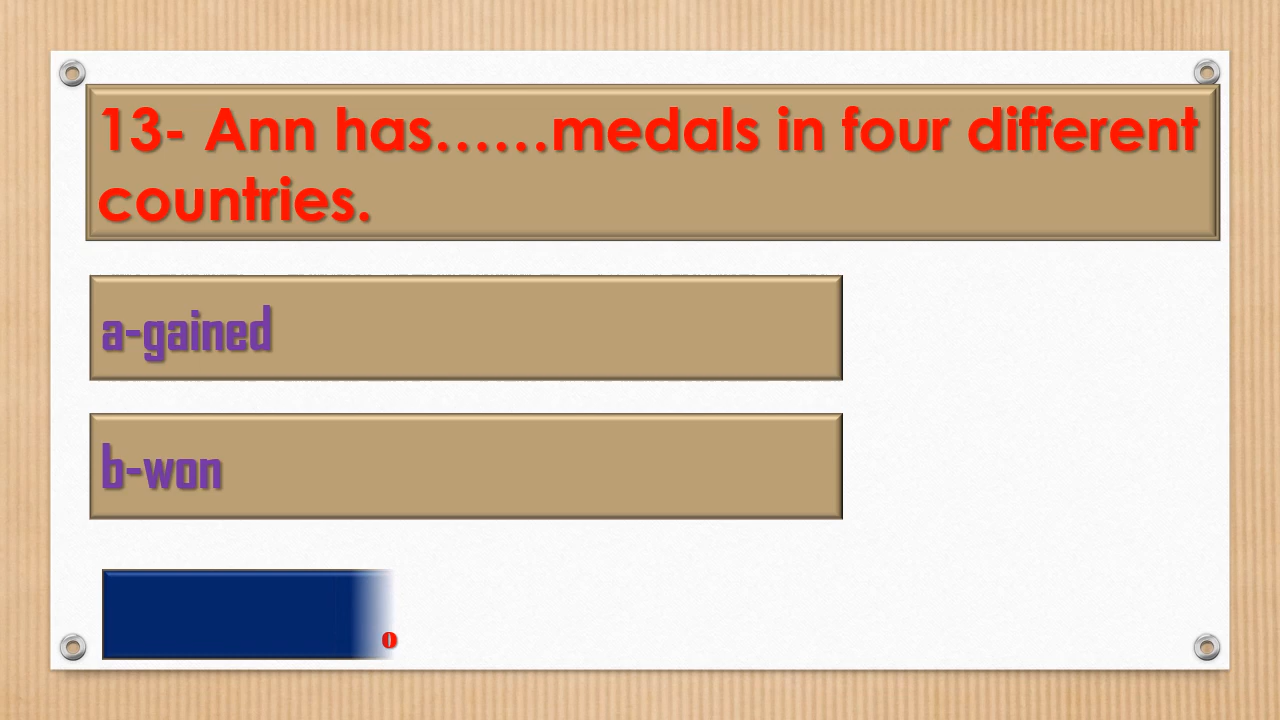 13- Ann has……medals in four different
countries.
a-gained
b-won
0